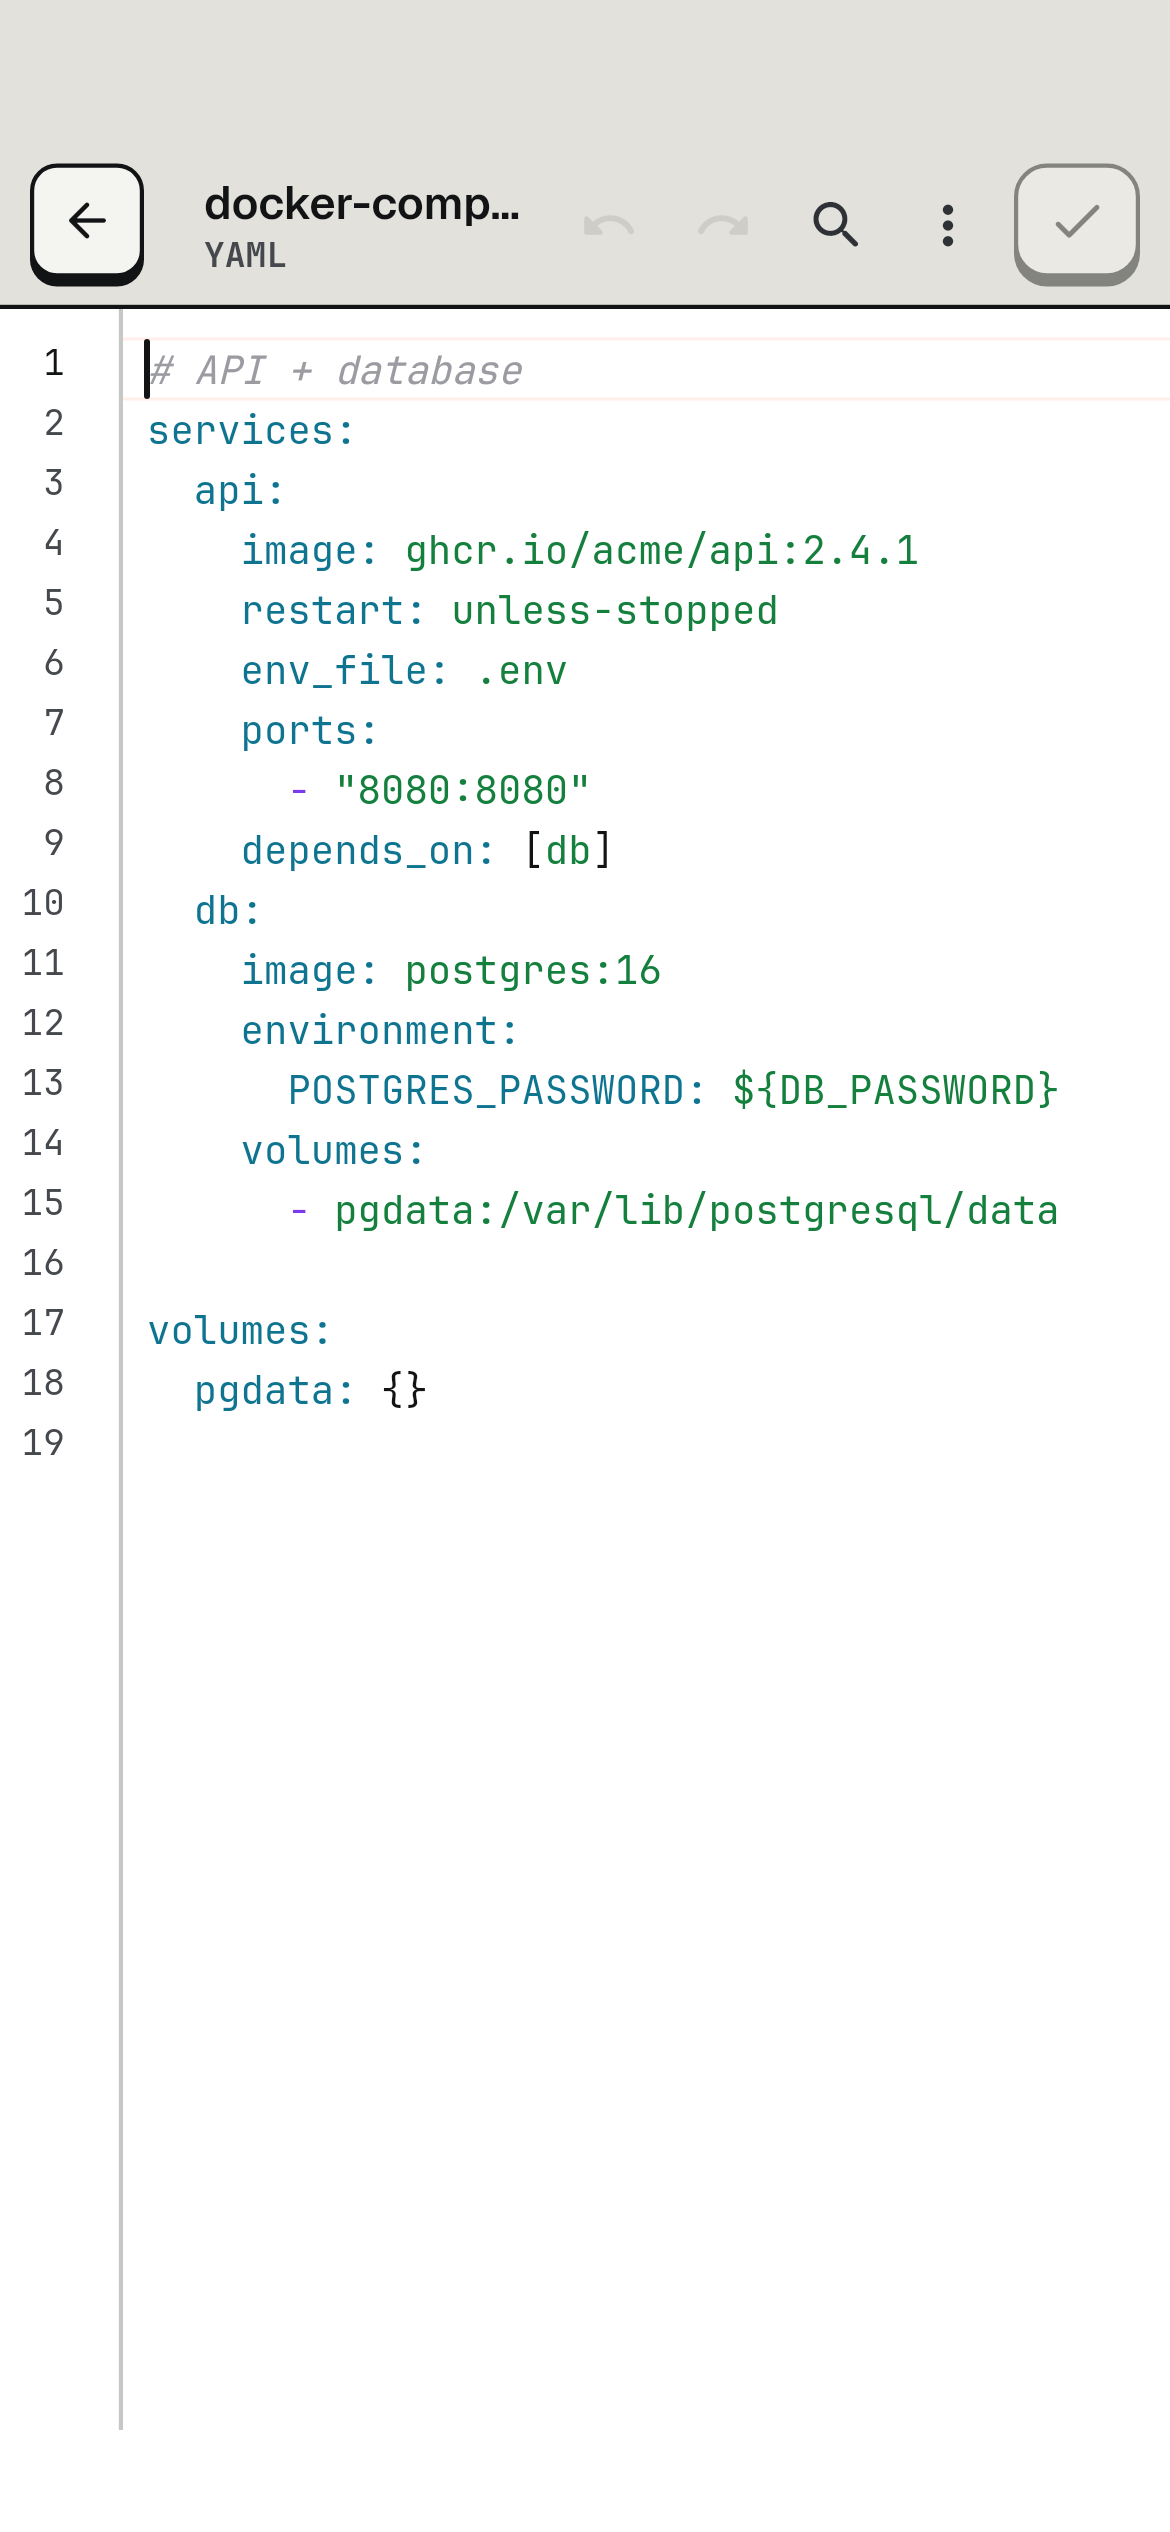 docker-comp...
YAML
1 # API + database
2 services:
3   api:
4     image: ghcr.io/acme/api:2.4.1
5     restart: unless-stopped
6     env_file: .env
7     ports:
8       - "8080:8080"
9     depends_on: [db]
10   db:
11     image: postgres:16
12     environment:
13       POSTGRES_PASSWORD: ${DB_PASSWORD}
14     volumes:
15       - pgdata:/var/lib/postgresql/data
16
17 volumes:
18   pgdata: {}
19